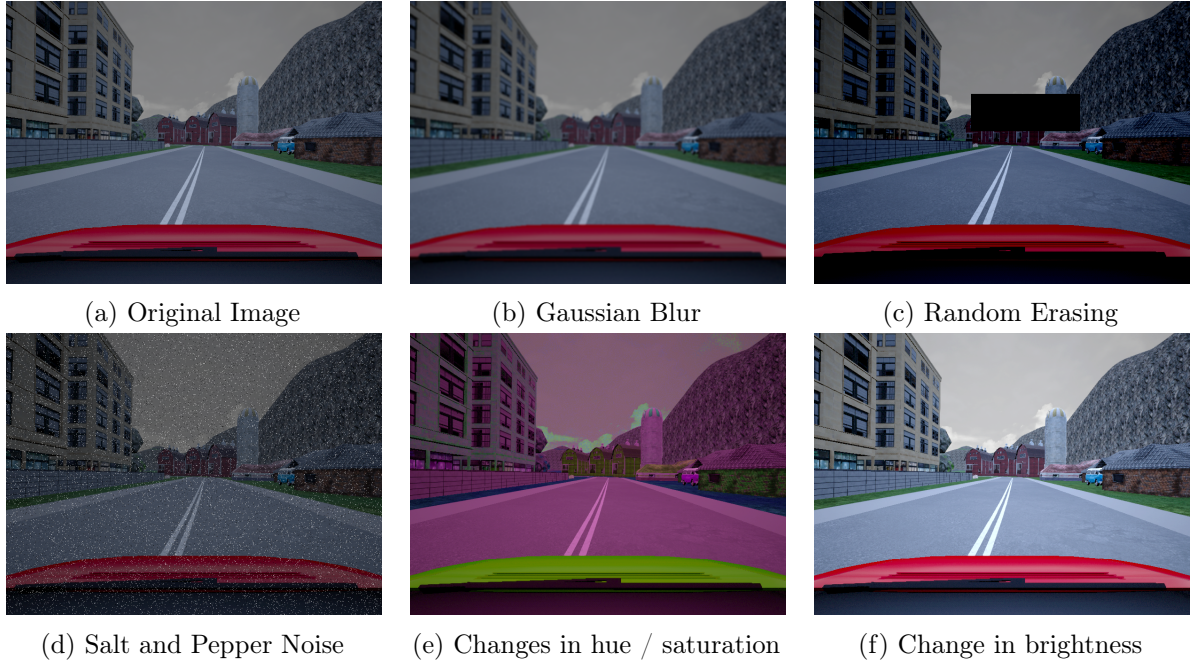 (a) Original Image
(b) Gaussian Blur
(c) Random Erasing
(d) Salt and Pepper Noise
(e) Changes in hue / saturation
(f) Change in brightness